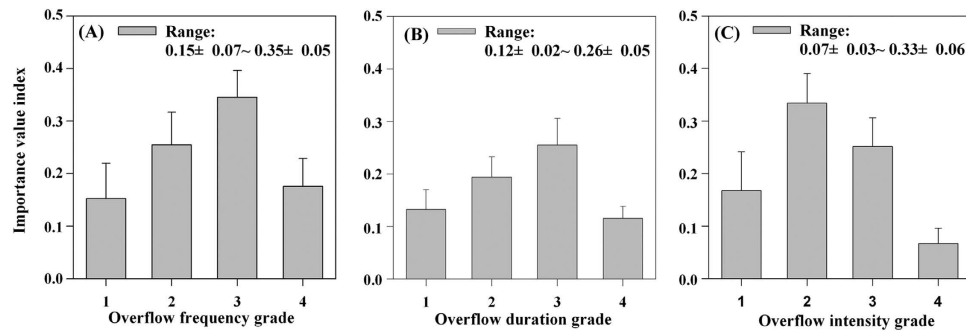 Importance value index
(A) Range:
0.15± 0.07~ 0.35± 0.05
0.5
0.4
0.3
0.2
0.1
0.0
1 2 3 4
Overflow frequency grade
(B) Range:
0.12± 0.02~ 0.26± 0.05
0.5
0.4
0.3
0.2
0.1
0.0
1 2 3 4
Overflow duration grade
(C) Range:
0.07± 0.03~ 0.33± 0.06
0.5
0.4
0.3
0.2
0.1
0.0
1 2 3 4
Overflow intensity grade